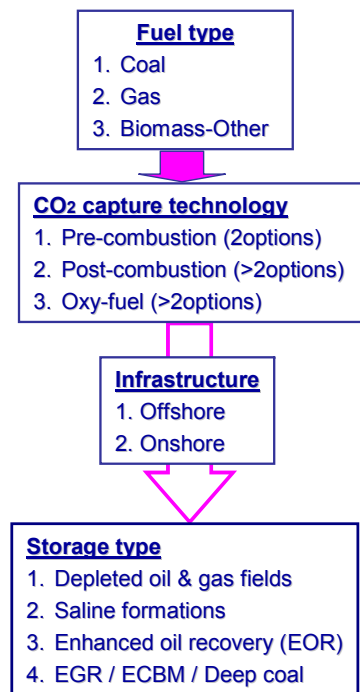 Fuel type
1. Coal
2. Gas
3. Biomass-Other
CO2 capture technology
1. Pre-combustion (2options)
2. Post-combustion (>2options)
3. Oxy-fuel (>2options)
Infrastructure
1. Offshore
2. Onshore
Storage type
1. Depleted oil & gas fields
2. Saline formations
3. Enhanced oil recovery (EOR)
4. EGR / ECBM / Deep coal